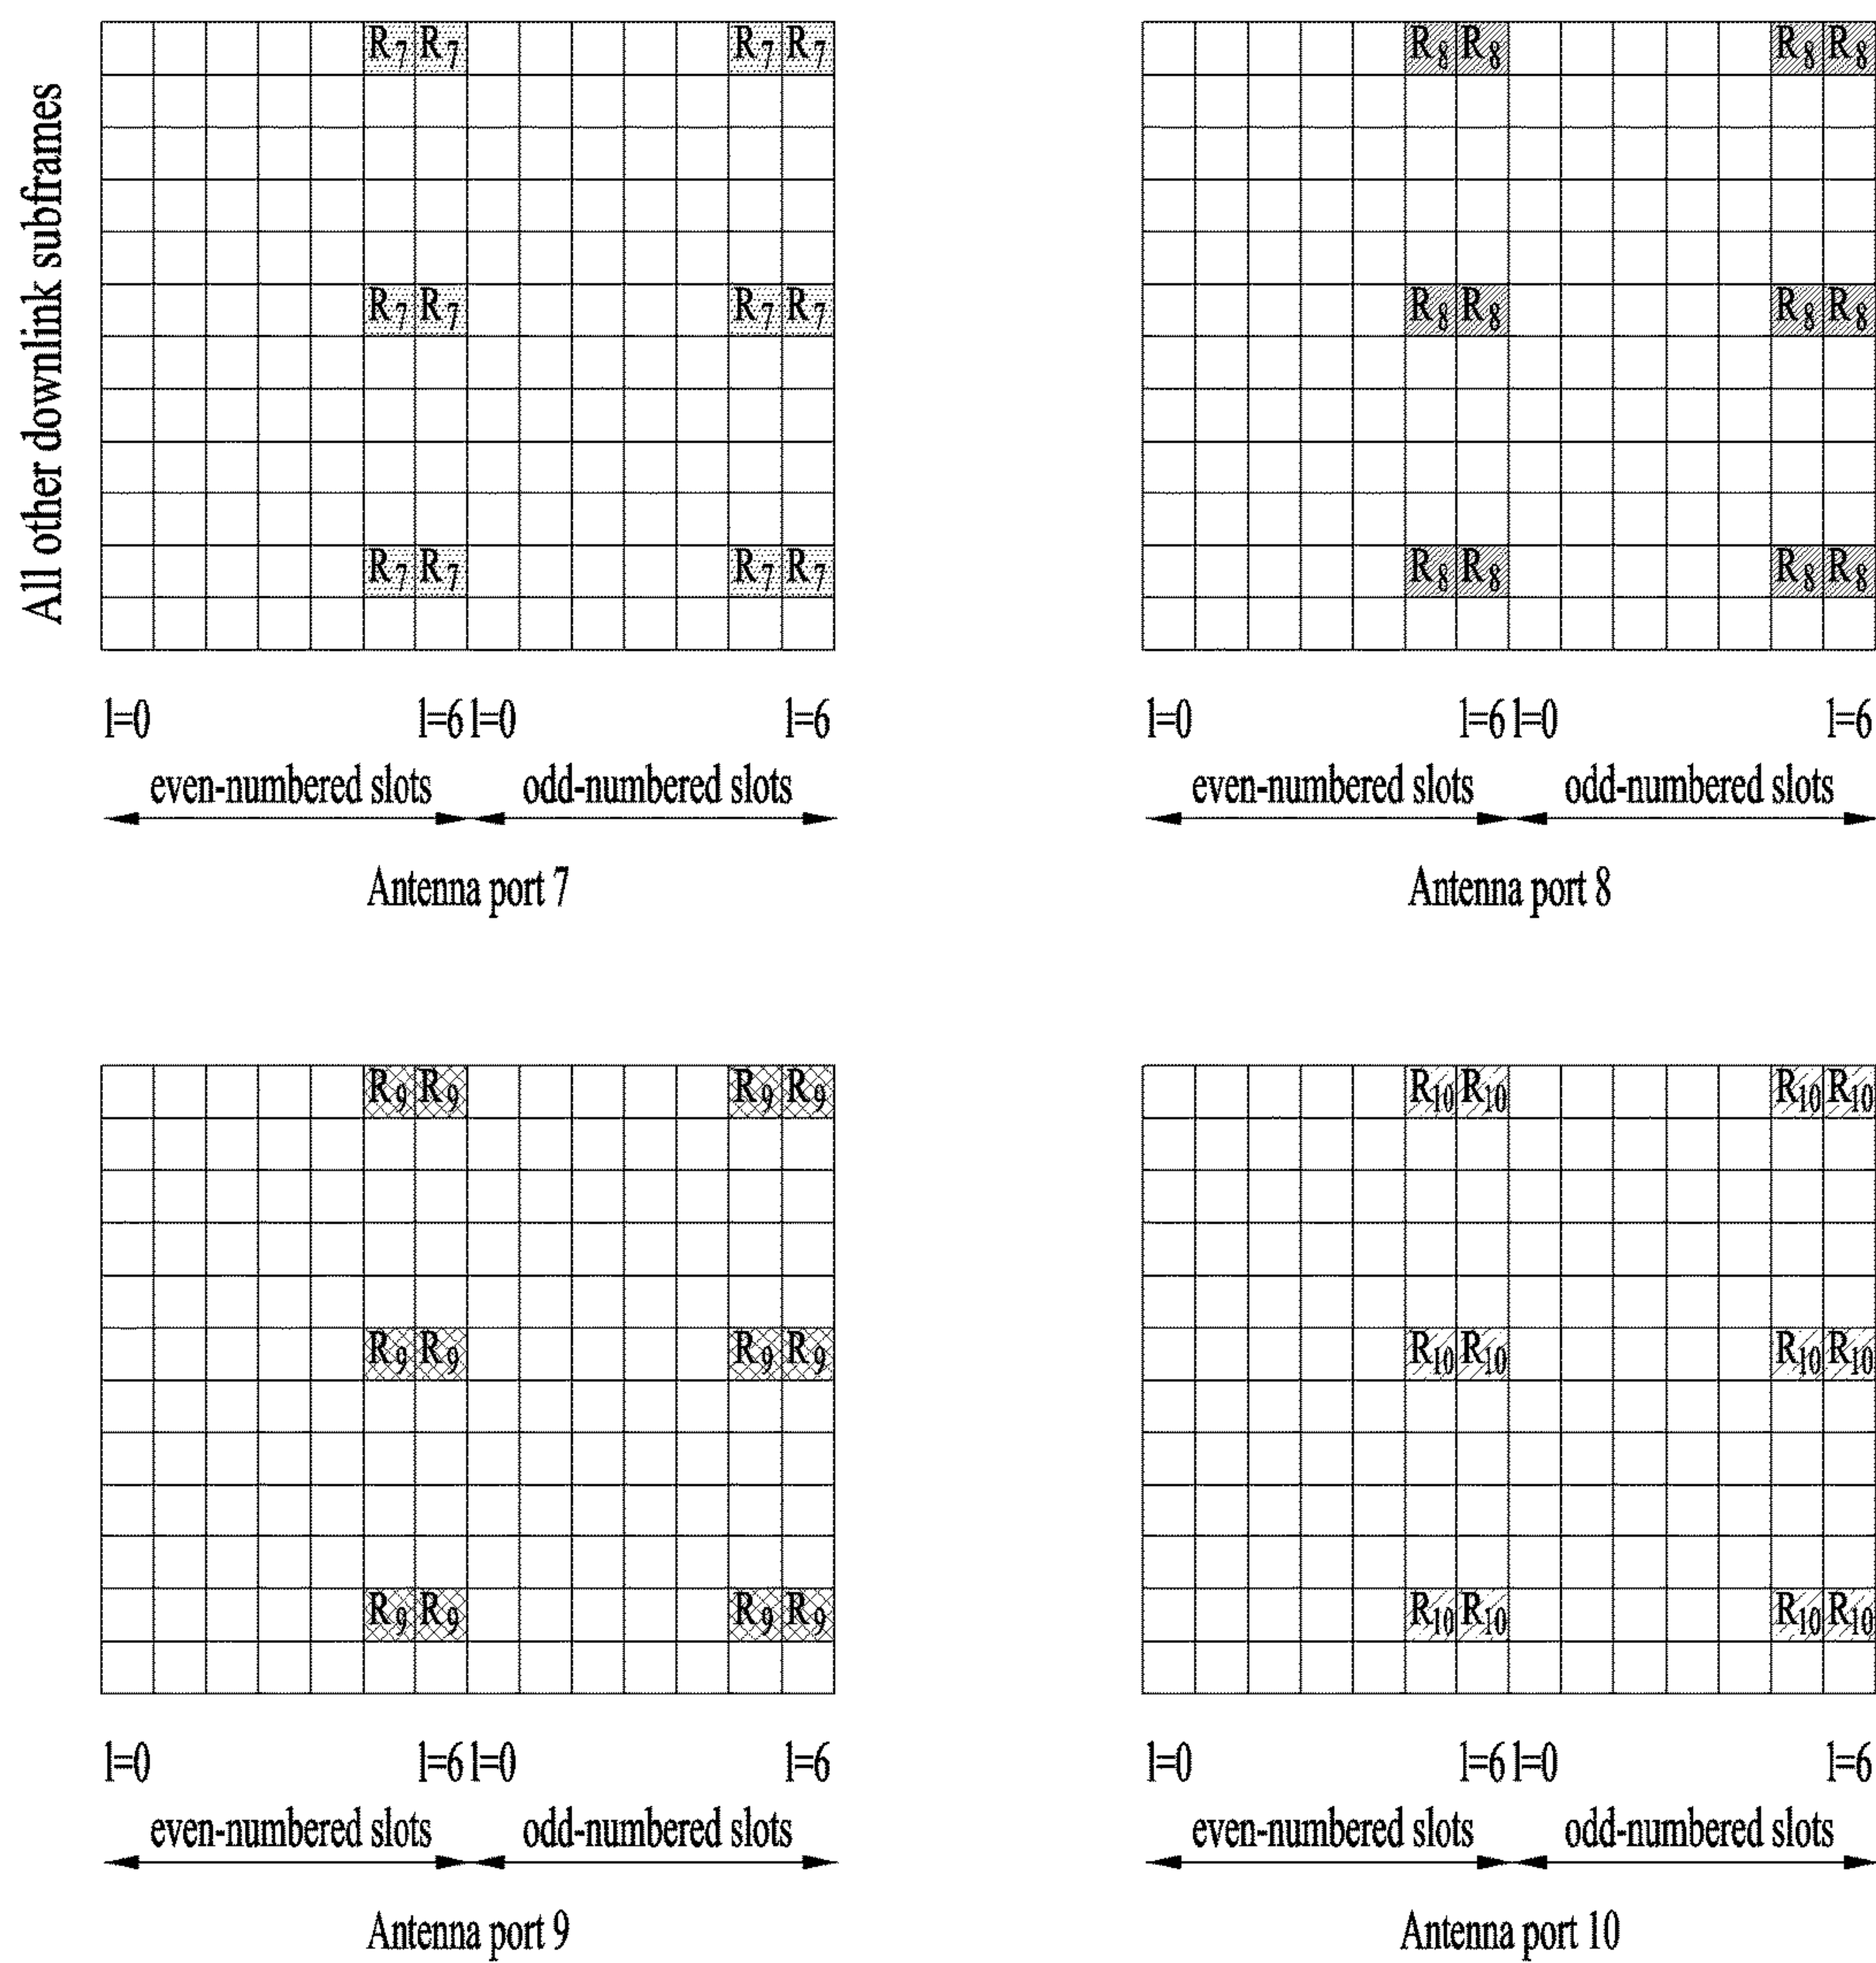 All other downlink subframes
R7 R7 R7 R7
R7 R7 R7 R7
R7 R7 R7 R7
l=0 l=6 l=0 l=6
even-numbered slots odd-numbered slots
Antenna port 7
R8 R8 R8 R8
R8 R8 R8 R8
R8 R8 R8 R8
l=0 l=6 l=0 l=6
even-numbered slots odd-numbered slots
Antenna port 8
R9 R9 R9 R9
R9 R9 R9 R9
R9 R9 R9 R9
l=0 l=6 l=0 l=6
even-numbered slots odd-numbered slots
Antenna port 9
R10 R10 R10 R10
R10 R10 R10 R10
R10 R10 R10 R10
l=0 l=6 l=0 l=6
even-numbered slots odd-numbered slots
Antenna port 10